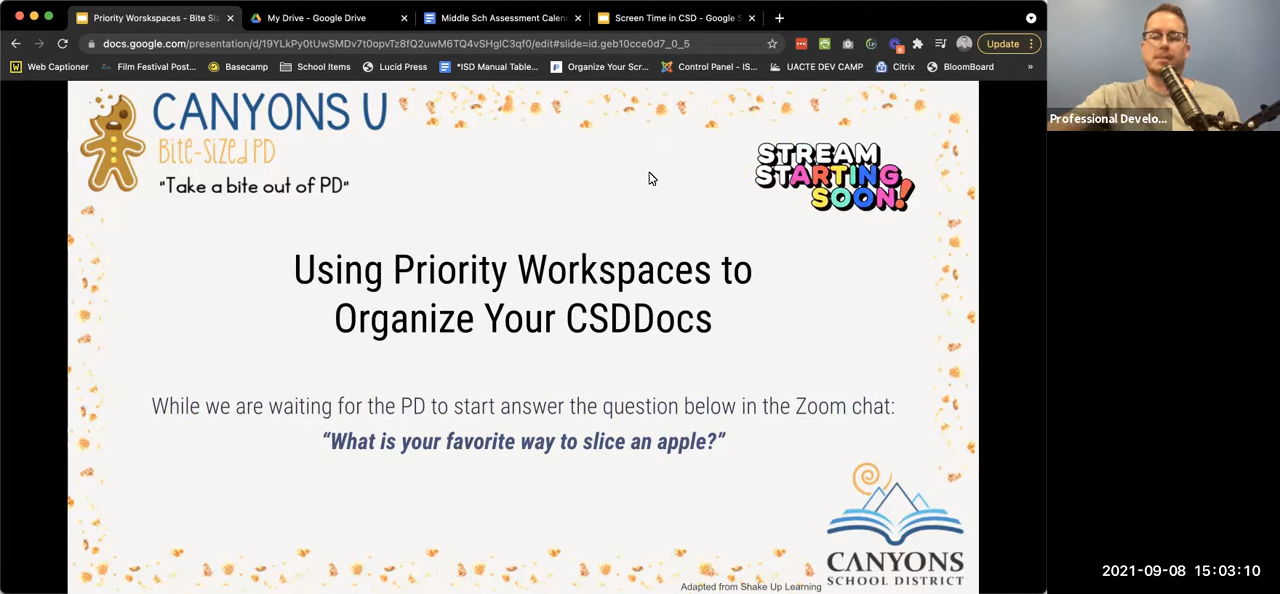 Priority Worskspaces - Bite Siz
My Drive - Google Drive
Middle Sch Assessment Calen
Screen Time in CSD - Google S
docs.google.com/presentation/d/19YLkPy0tUwSMDv7t0opvTz8fQ2uwM6TQ4vSHglC3qf0/edit#slide=id.geb10cce0d7_0_5
6
Update
Web Captioner
Film Festival Post...
Basecamp
School Items
Lucid Press
*ISD Manual Table...
Organize Your Scr...
Control Panel - IS...
UACTE DEV CAMP
Citrix
BloomBoard
»
Professional Develo...
CANYONS U
Bite-sized PD
"Take a bite out of PD"
STREAM
STARTING
SOON!
Using Priority Workspaces to
Organize Your CSDDocs
While we are waiting for the PD to start answer the question below in the Zoom chat:
“What is your favorite way to slice an apple?”
CANYONS
SCHOOL DISTRICT
Adapted from Shake Up Learning
2021-09-08 15:03:10